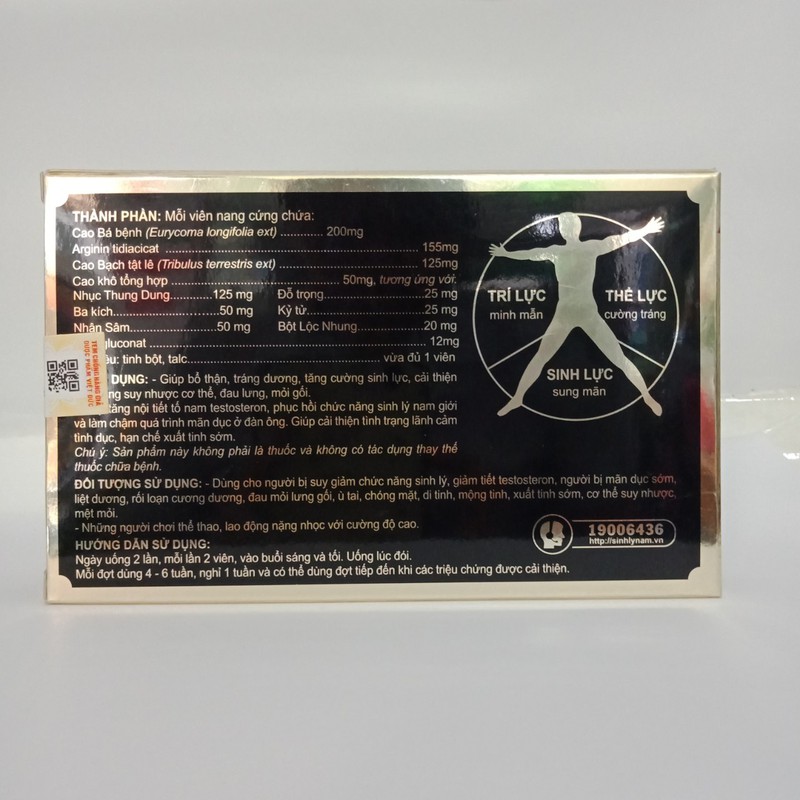 THÀNH PHẦN: Mỗi viên nang cứng chứa:
Cao Bá bệnh (Eurycoma longifolia ext) ............ 200mg
Arginin tidiacicat ............ 155mg
Cao Bạch tật lê (Tribulus terrestris ext) ............ 125mg
Cao khô tổng hợp ............ 50mg, tương ứng với:
Nhục Thung Dung..........125 mg Đỗ trọng............25 mg
Ba kích............50 mg Kỷ tử............25 mg
Nhân Sâm............50 mg Bột Lộc Nhung............20 mg
gluconat ............ 12mg
tinh bột, talc............ vừa đủ 1 viên
DỤNG: - Giúp bổ thận, tráng dương, tăng cường sinh lực, cải thiện
suy nhược cơ thể, đau lưng, mỏi gối.
nội tiết tố nam testosteron, phục hồi chức năng sinh lý nam giới
và làm chậm quá trình mãn dục ở đàn ông. Giúp cải thiện tình trạng lãnh cảm
tình dục, hạn chế xuất tinh sớm.
Chú ý: Sản phẩm này không phải là thuốc và không có tác dụng thay thế
thuốc chữa bệnh.
ĐỐI TƯỢNG SỬ DỤNG: - Dùng cho người bị suy giảm chức năng sinh lý, giảm tiết testosteron, người bị mãn dục sớm,
liệt dương, rối loạn cương dương, đau mỏi lưng gối, ù tai, chóng mặt, di tinh, mộng tinh, xuất tinh sớm, cơ thể suy nhược,
mệt mỏi.
- Những người chơi thể thao, lao động nặng nhọc với cường độ cao.
HƯỚNG DẪN SỬ DỤNG:
Ngày uống 2 lần, mỗi lần 2 viên, vào buổi sáng và tối. Uống lúc đói.
Mỗi đợt dùng 4 - 6 tuần, nghỉ 1 tuần và có thể dùng đợt tiếp đến khi các triệu chứng được cải thiện.
TRÍ LỰC
minh mẫn
THỂ LỰC
cường tráng
SINH LỰC
sung mãn
19006436
http://sinhlynam.vn
TEM CHỐNG HÀNG GIẢ
DƯỢC PHẨM VIỆT ĐỨC